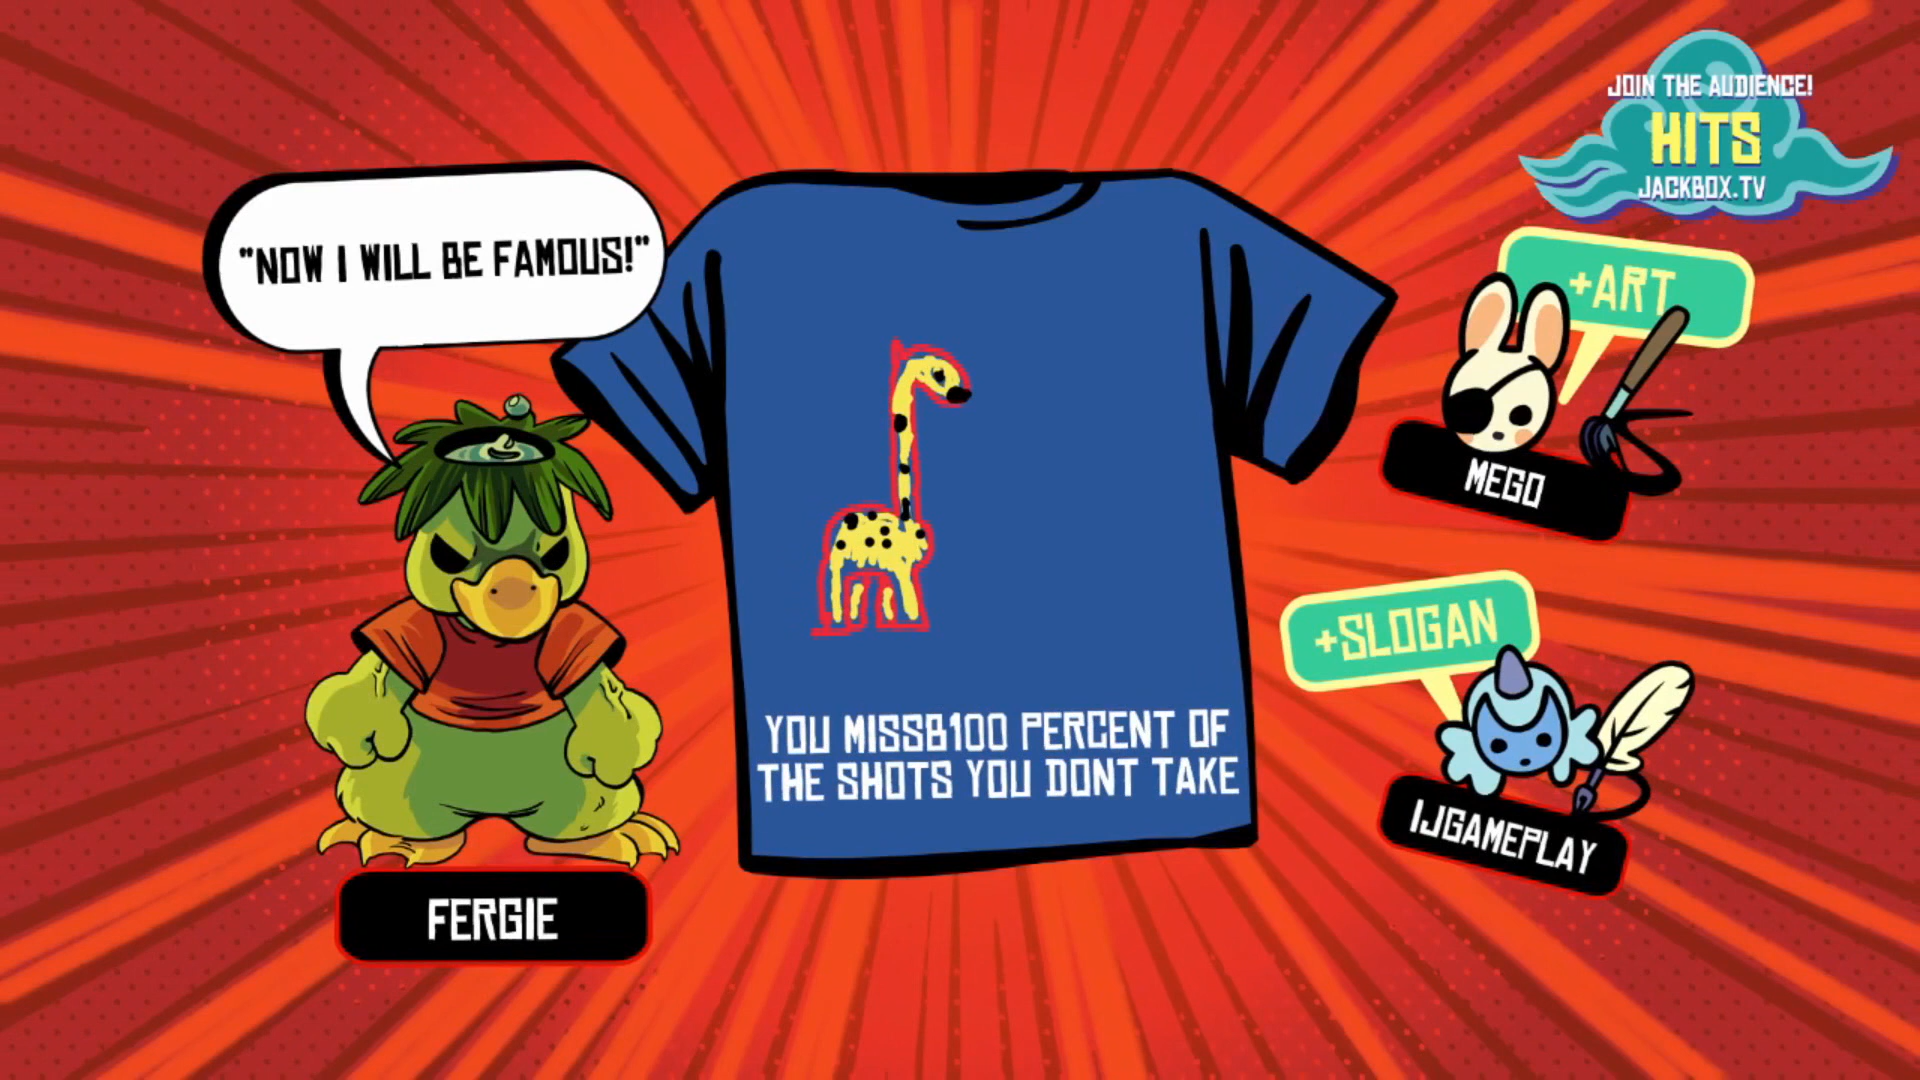 JOIN THE AUDIENCE!
HITS
JACKBOX.TV
"NOW I WILL BE FAMOUS!"
+ART
MEGO
+SLOGAN
IJGAMEPLAY
YOU MISSB100 PERCENT OF
THE SHOTS YOU DONT TAKE
FERGIE